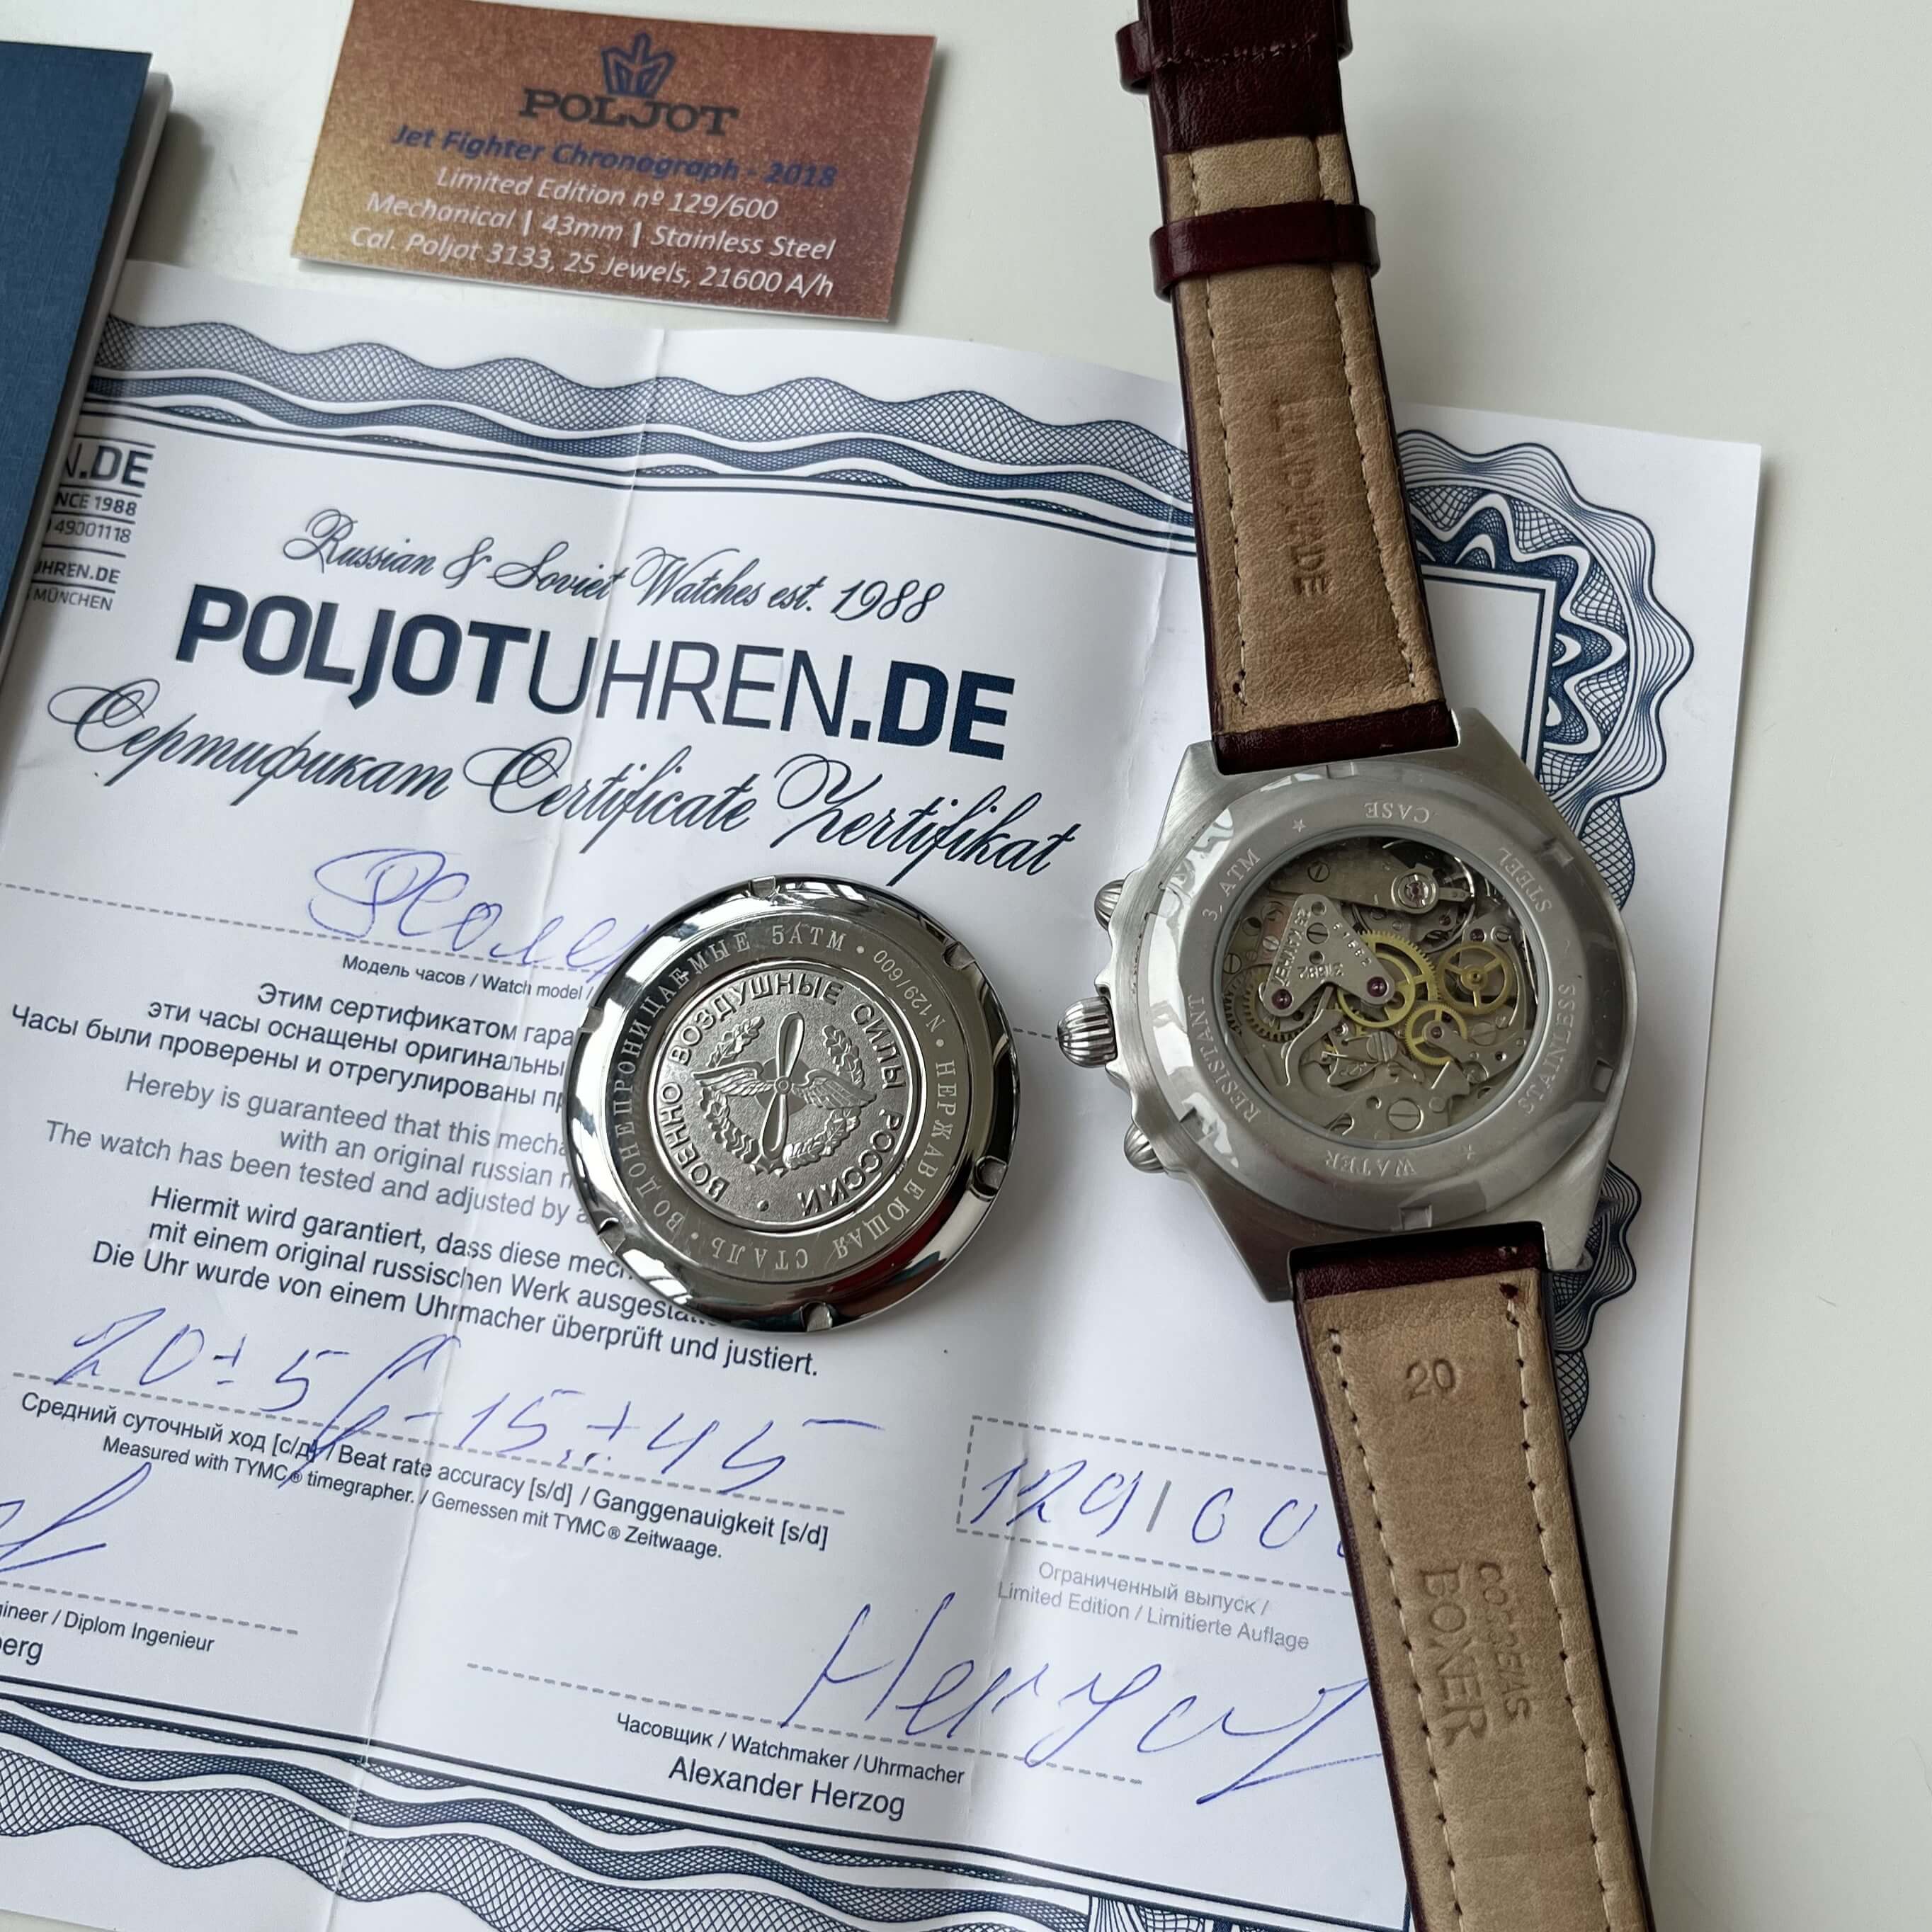 POLJOT
Jet Fighter Chronograph - 2018
Limited Edition nº 129/600
Mechanical | 43mm | Stainless Steel
Cal. Poljot 3133, 25 Jewels, 21600 A/h
.DE
NCE 1988
49001118
UHREN.DE
MÜNCHEN
Russian & Soviet Watches est. 1988
POLJOTUHREN.DE
Сертификат Certificate Zertifikat
Модель часов / Watch model /
Этим сертификатом гара
эти часы оснащены оригинальны
Часы были проверены и отрегулированы п
Hereby is guaranteed that this mecha
with an original russian
The watch has been tested and adjusted by a
Hiermit wird garantiert, dass diese mech
mit einem original russischen Werk ausgestat
Die Uhr wurde von einem Uhrmacher überprüft und justiert.
Средний суточный ход [с/д] / Beat rate accuracy [s/d] / Ganggenauigkeit [s/d]
Measured with TYMC® timegrapher. / Gemessen mit TYMC® Zeitwaage.
129/60
Ограниченный выпуск /
Limited Edition / Limitierte Auflage
gineer / Diplom Ingenieur
berg
Часовщик / Watchmaker / Uhrmacher
Alexander Herzog
ВОДОНЕПРОНИЦАЕМЫЕ 5АТМ • N129/600 • НЕРЖАВЕЮЩАЯ СТАЛЬ •
ВОЕННО ВОЗДУШНЫЕ СИЛЫ РОССИИ •
HANDMADE
STAINLESS STEEL CASE
3 ATM
WATER RESISTANT
31682
20
BOXER